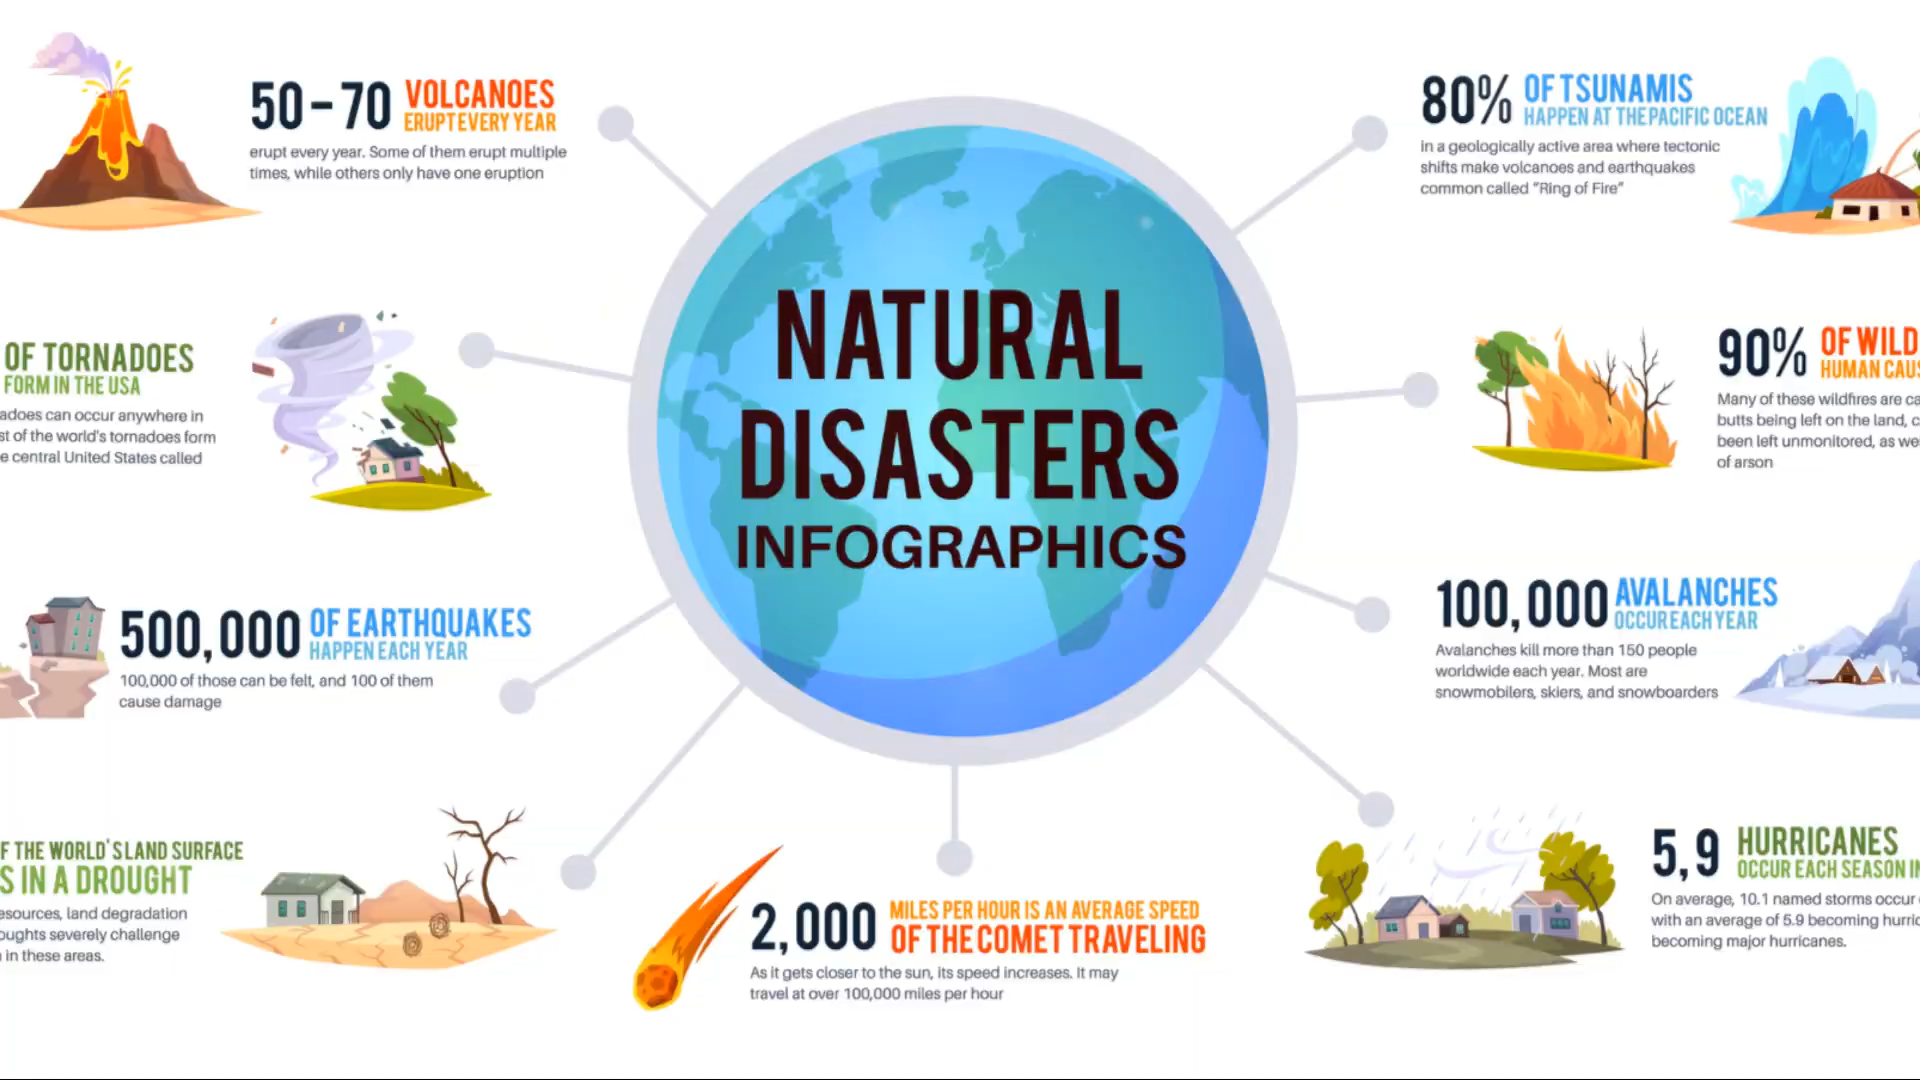 50-70 VOLCANOES
ERUPT EVERY YEAR
erupt every year. Some of them erupt multiple
times, while others only have one eruption
OF TORNADOES
FORM IN THE USA
can occur anywhere in
of the world's tornadoes form
central United States called
500,000 OF EARTHQUAKES
HAPPEN EACH YEAR
100,000 of those can be felt, and 100 of them
cause damage
THE WORLD'S LAND SURFACE
IN A DROUGHT
land degradation
severely challenge
in these areas.
NATURAL
DISASTERS
INFOGRAPHICS
2,000 MILES PER HOUR IS AN AVERAGE SPEED
OF THE COMET TRAVELING
As it gets closer to the sun, its speed increases. It may
travel at over 100,000 miles per hour
80% OF TSUNAMIS
HAPPEN AT THE PACIFIC OCEAN
in a geologically active area where tectonic
shifts make volcanoes and earthquakes
common called "Ring of Fire"
90% OF WILD
HUMAN
Many of these wildfires are
butts being left on the land,
been left unmonitored, as
of arson
100,000 AVALANCHES
OCCUR EACH YEAR
Avalanches kill more than 150 people
worldwide each year. Most are
snowmobilers, skiers, and snowboarders
5,9 HURRICANES
OCCUR EACH SEASON
On average, 10.1 named storms occur
with an average of 5.9 becoming
becoming major hurricanes.